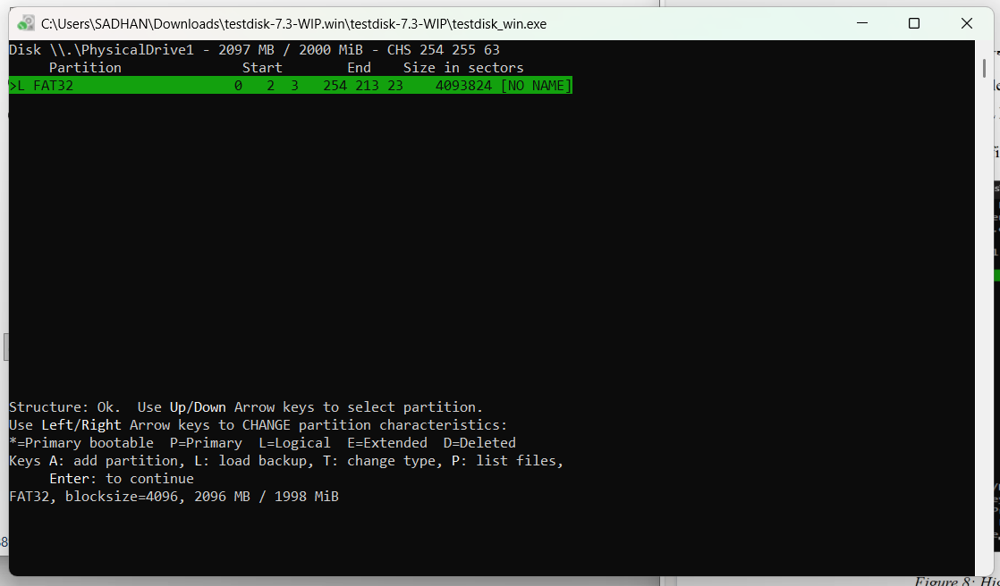 C:\Users\SADHAN\Downloads\testdisk-7.3-WIP.win\testdisk-7.3-WIP\testdisk_win.exe
Disk \\.\PhysicalDrive1 - 2097 MB / 2000 MiB - CHS 254 255 63
     Partition               Start        End    Size in sectors
>L FAT32                    0   2  3   254 213 23    4093824 [NO NAME]
Structure: Ok.  Use Up/Down Arrow keys to select partition.
Use Left/Right Arrow keys to CHANGE partition characteristics:
*=Primary bootable  P=Primary  L=Logical  E=Extended  D=Deleted
Keys A: add partition, L: load backup, T: change type, P: list files,
     Enter: to continue
FAT32, blocksize=4096, 2096 MB / 1998 MiB
Figure 8: